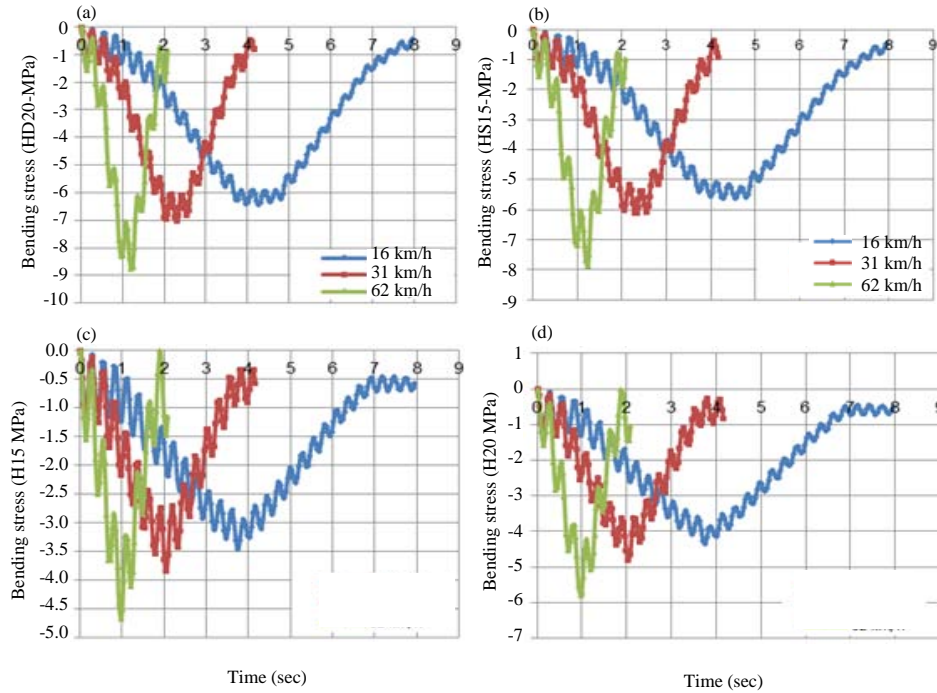 (a)
0
-1
-2
-3
-4
-5
-6
-7
-8
-9
-10
0 1 2 3 4 5 6 7 8 9
Bending stress (HD20-MPa)
16 km/h
31 km/h
62 km/h
(b)
0
-1
-2
-3
-4
-5
-6
-7
-8
-9
0 1 2 3 4 5 6 7 8 9
Bending stress (HS15-MPa)
16 km/h
31 km/h
62 km/h
(c)
0.0
-0.5
-1.0
-1.5
-2.0
-2.5
-3.0
-3.5
-4.0
-4.5
5.0
0 1 2 3 4 5 6 7 8 9
Bending stress (H15 MPa)
Time (sec)
(d)
1
0
-1
-2
-3
-4
-6
-6
-7
0 1 2 3 4 5 6 7 8 9
Bending stress (H20 MPa)
Time (sec)